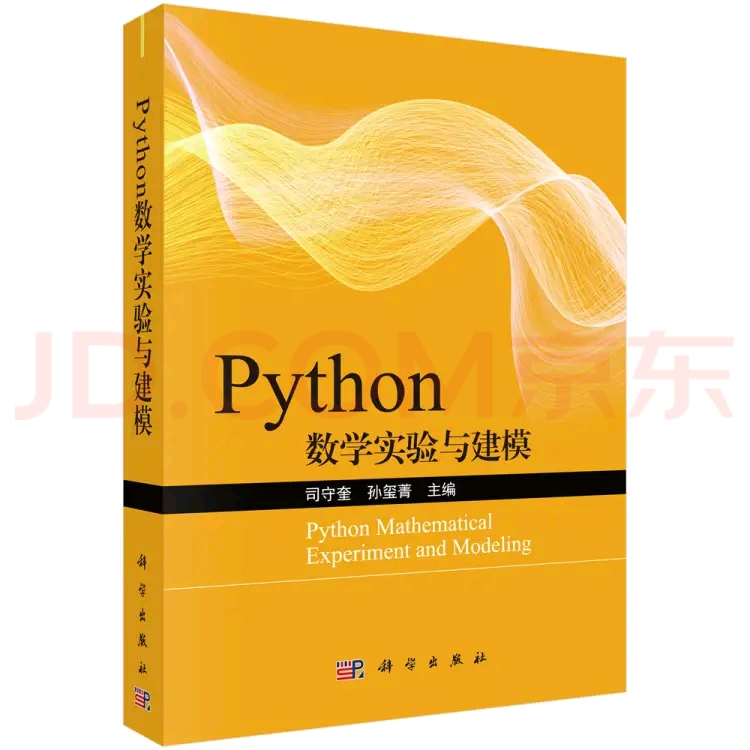 Python数学实验与建模
科学出版社
Python
数学实验与建模
司守奎 孙玺菁 主编
Python Mathematical
Experiment and Modeling
科学出版社
JD.COM京东